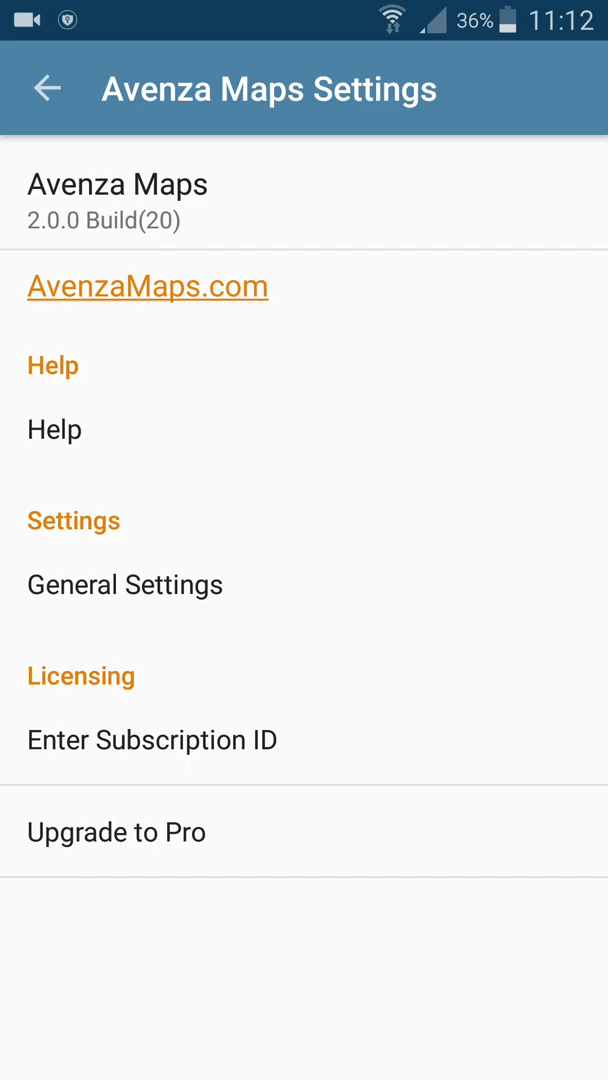 36% 11:12
Avenza Maps Settings
Avenza Maps
2.0.0 Build(20)
AvenzaMaps.com
Help
Help
Settings
General Settings
Licensing
Enter Subscription ID
Upgrade to Pro